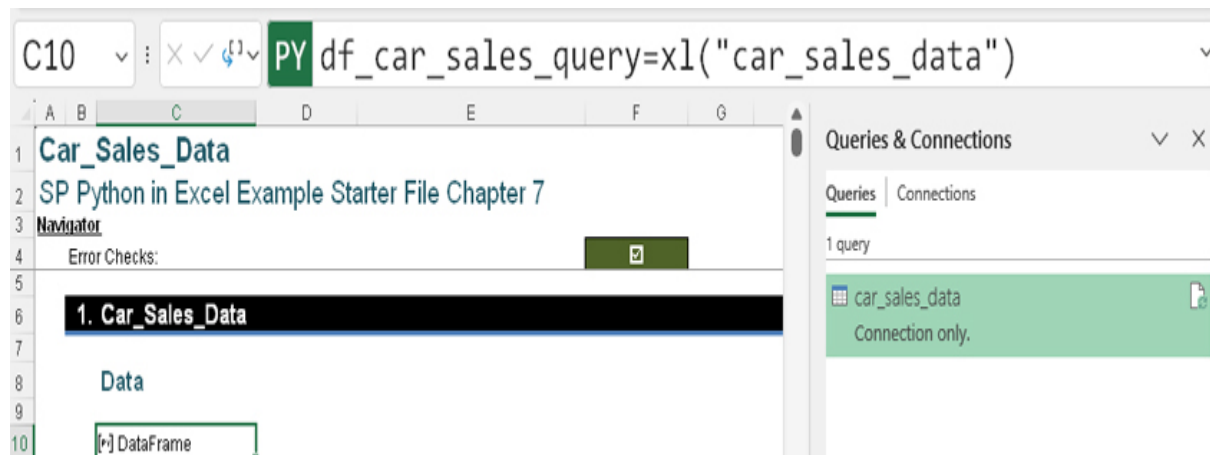 C10 PY df_car_sales_query=xl("car_sales_data")
A B C D E F G
1 Car_Sales_Data
2 SP Python in Excel Example Starter File Chapter 7
3 Navigator
4 Error Checks:
5
6 1. Car_Sales_Data
7
8 Data
9
10 [PY] DataFrame
Queries & Connections
Queries | Connections
1 query
car_sales_data
Connection only.